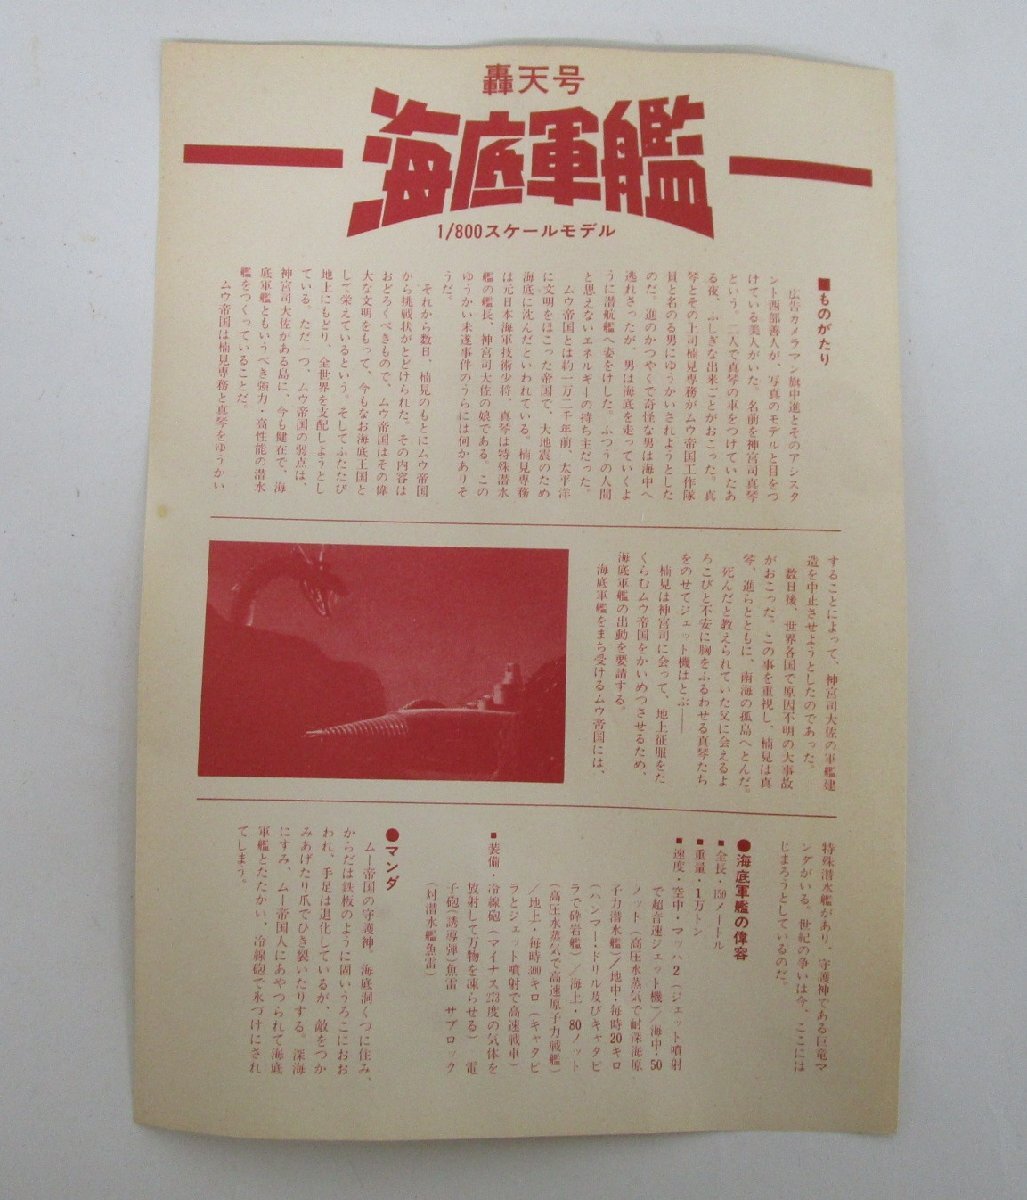 轟天号
海底軍艦
1/800スケールモデル
■ものがたり
広告カメラマン旗中進とそのアシスタ
ント西部善人が、写真のモデルと目をつ
けている美人がいた。名前を神宮司真琴
という。二人で真琴の車をつけていたあ
る夜、ふしぎな出来ごとがおこった。真
琴とその上司楠見専務がムウ帝国工作隊
員と名のる男にゆうかいされようとした
のだ。進のかつやくで奇怪な男は海中へ
逃れさったが、男は海底を走っていくよ
うに潜航艦へ姿をけした。ふつうの人間
と思えないエネルギーの持ち主だった。
ムウ帝国とは約一万二千年前、太平洋
に文明をほこった帝国で、大地震のため
海底に沈んだといわれている。楠見専務
は元日本海軍技術少将、真琴は特殊潜水
艦の艦長、神宮司大佐の娘である。この
ゆうかい未遂事件のうらには何かありそ
うだ。
それから数日、楠見のもとにムウ帝国
から挑戦状がとどけられた。その内容は
おどろくべきもので、ムウ帝国はその偉
大な文明をもって、今もなお海底王国と
して栄えているという。そしてふたたび
地上にもどり、全世界を支配しようとし
ている。ただ一つ、ムウ帝国の弱点は、
神宮司大佐がある島に、今も健在で、海
底軍艦ともいうべき強力・高性能の潜水
艦をつくっていることだ。
ムウ帝国は楠見専務と真琴をゆうかい
することによって、神宮司大佐の軍艦建
造を中止させようとしたのであった。
数日後、世界各国で原因不明の大事故
がおこった。この事を重視し、楠見は真
琴、進らとともに、南海の孤島へとんだ。
死んだと教えられていた父に会えるよ
ろこびと不安に胸をふるわせる真琴たち
をのせてジェット機はとぶ――
楠見は神宮司に会って、地上征服をた
くらむムウ帝国をかいめつさせるため、
海底軍艦の出動を要請する。
海底軍艦をまち受けるムウ帝国には、
特殊潜水艦があり、守護神である巨竜マ
ンダがいる。世紀の争いは今、ここには
じまろうとしているのだ。
●海底軍艦の偉容
■全長・150メートル
■重量・1万トン
■速度・空中・マッハ2(ジェット噴射
で超音速ジェット機)/海中・50
ノット(高圧水蒸気で耐深海原
子力潜水艦)/地中・毎時20キロ
(ハンマー・ドリル及びキャタピ
ラで砕岩艦)/海上・80ノット
(高圧水蒸気で高速原子力戦艦)
/地上・毎時300キロ(キャタピ
ラとジェット噴射で高速戦車)
■装備・冷線砲(マイナス273度の気体を
放射して万物を凍らせる) 電
子砲(誘導弾)魚雷 サブロック
(対潜水艦魚雷)
●マンダ
ムー帝国の守護神、海底洞くつに住み、
からだは鉄板のように固いうろこにおお
われ、手足は退化しているが、敵をつか
みあげたり爪でひき裂いたりする。深海
にすみ、ムー帝国人にあやつられて海底
軍艦とたたかい、冷線砲で氷づけにされ
てしまう。